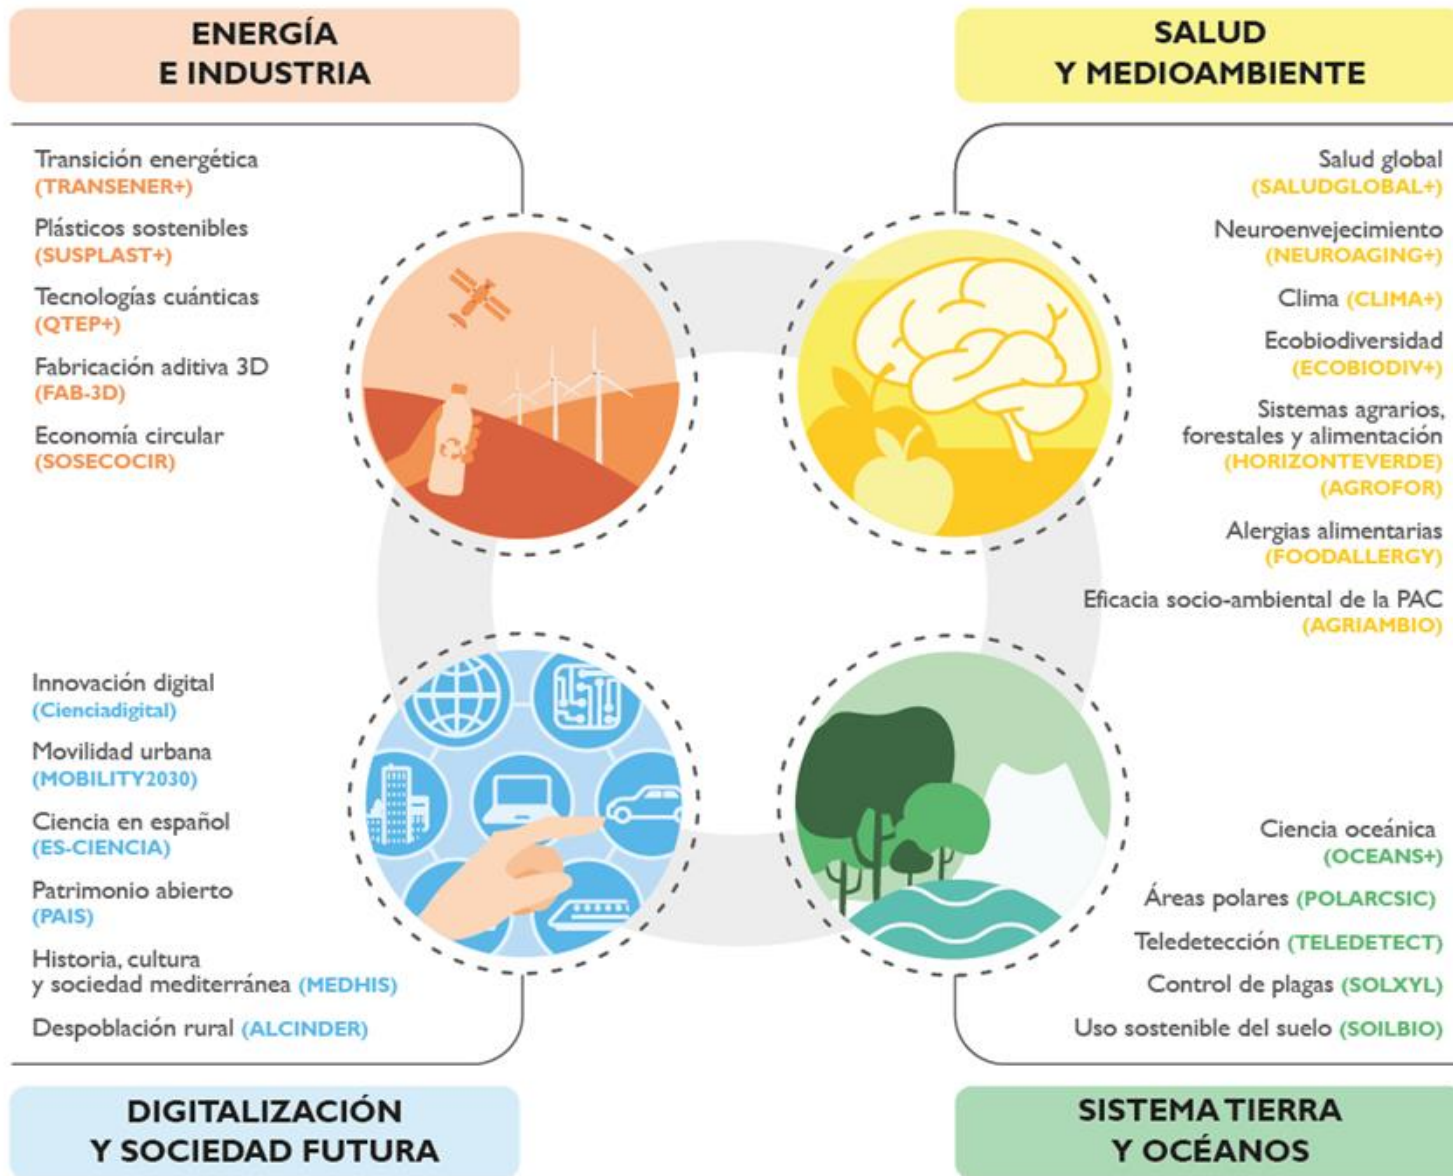 ENERGÍA
E INDUSTRIA
Transición energética
(TRANSENER+)
Plásticos sostenibles
(SUSPLAST+)
Tecnologías cuánticas
(QTEP+)
Fabricación aditiva 3D
(FAB-3D)
Economía circular
(SOSECOCIR)
SALUD
Y MEDIOAMBIENTE
Salud global
(SALUDGLOBAL+)
Neuroenvejecimiento
(NEUROAGING+)
Clima (CLIMA+)
Ecobiodiversidad
(ECOBIODIV+)
Sistemas agrarios,
forestales y alimentación
(HORIZONTEVERDE)
(AGROFOR)
Alergias alimentarias
(FOODALLERGY)
Eficacia socio-ambiental de la PAC
(AGRIAMBIO)
Innovación digital
(Cienciadigital)
Movilidad urbana
(MOBILITY2030)
Ciencia en español
(ES-CIENCIA)
Patrimonio abierto
(PAIS)
Historia, cultura
y sociedad mediterránea (MEDHIS)
Despoblación rural (ALCINDER)
DIGITALIZACIÓN
Y SOCIEDAD FUTURA
Ciencia oceánica
(OCEANS+)
Áreas polares (POLARCSIC)
Teledetección (TELEDETECT)
Control de plagas (SOLXYL)
Uso sostenible del suelo (SOILBIO)
SISTEMA TIERRA
Y OCÉANOS